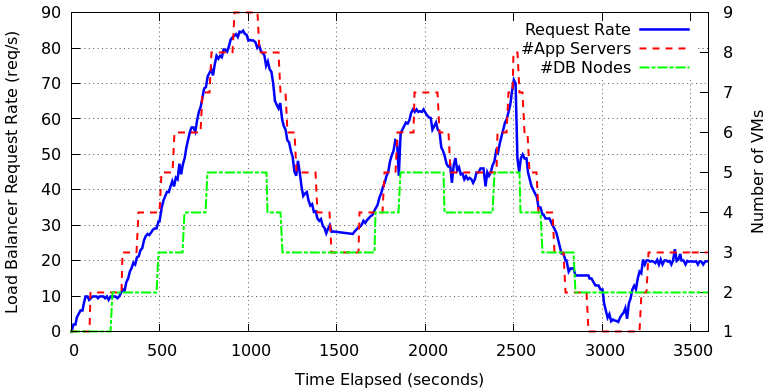 Request Rate
#App Servers
#DB Nodes
Load Balancer Request Rate (req/s)
90
80
70
60
50
40
30
20
10
0
Number of VMs
9
8
7
6
5
4
3
2
1
0 500 1000 1500 2000 2500 3000 3500
Time Elapsed (seconds)